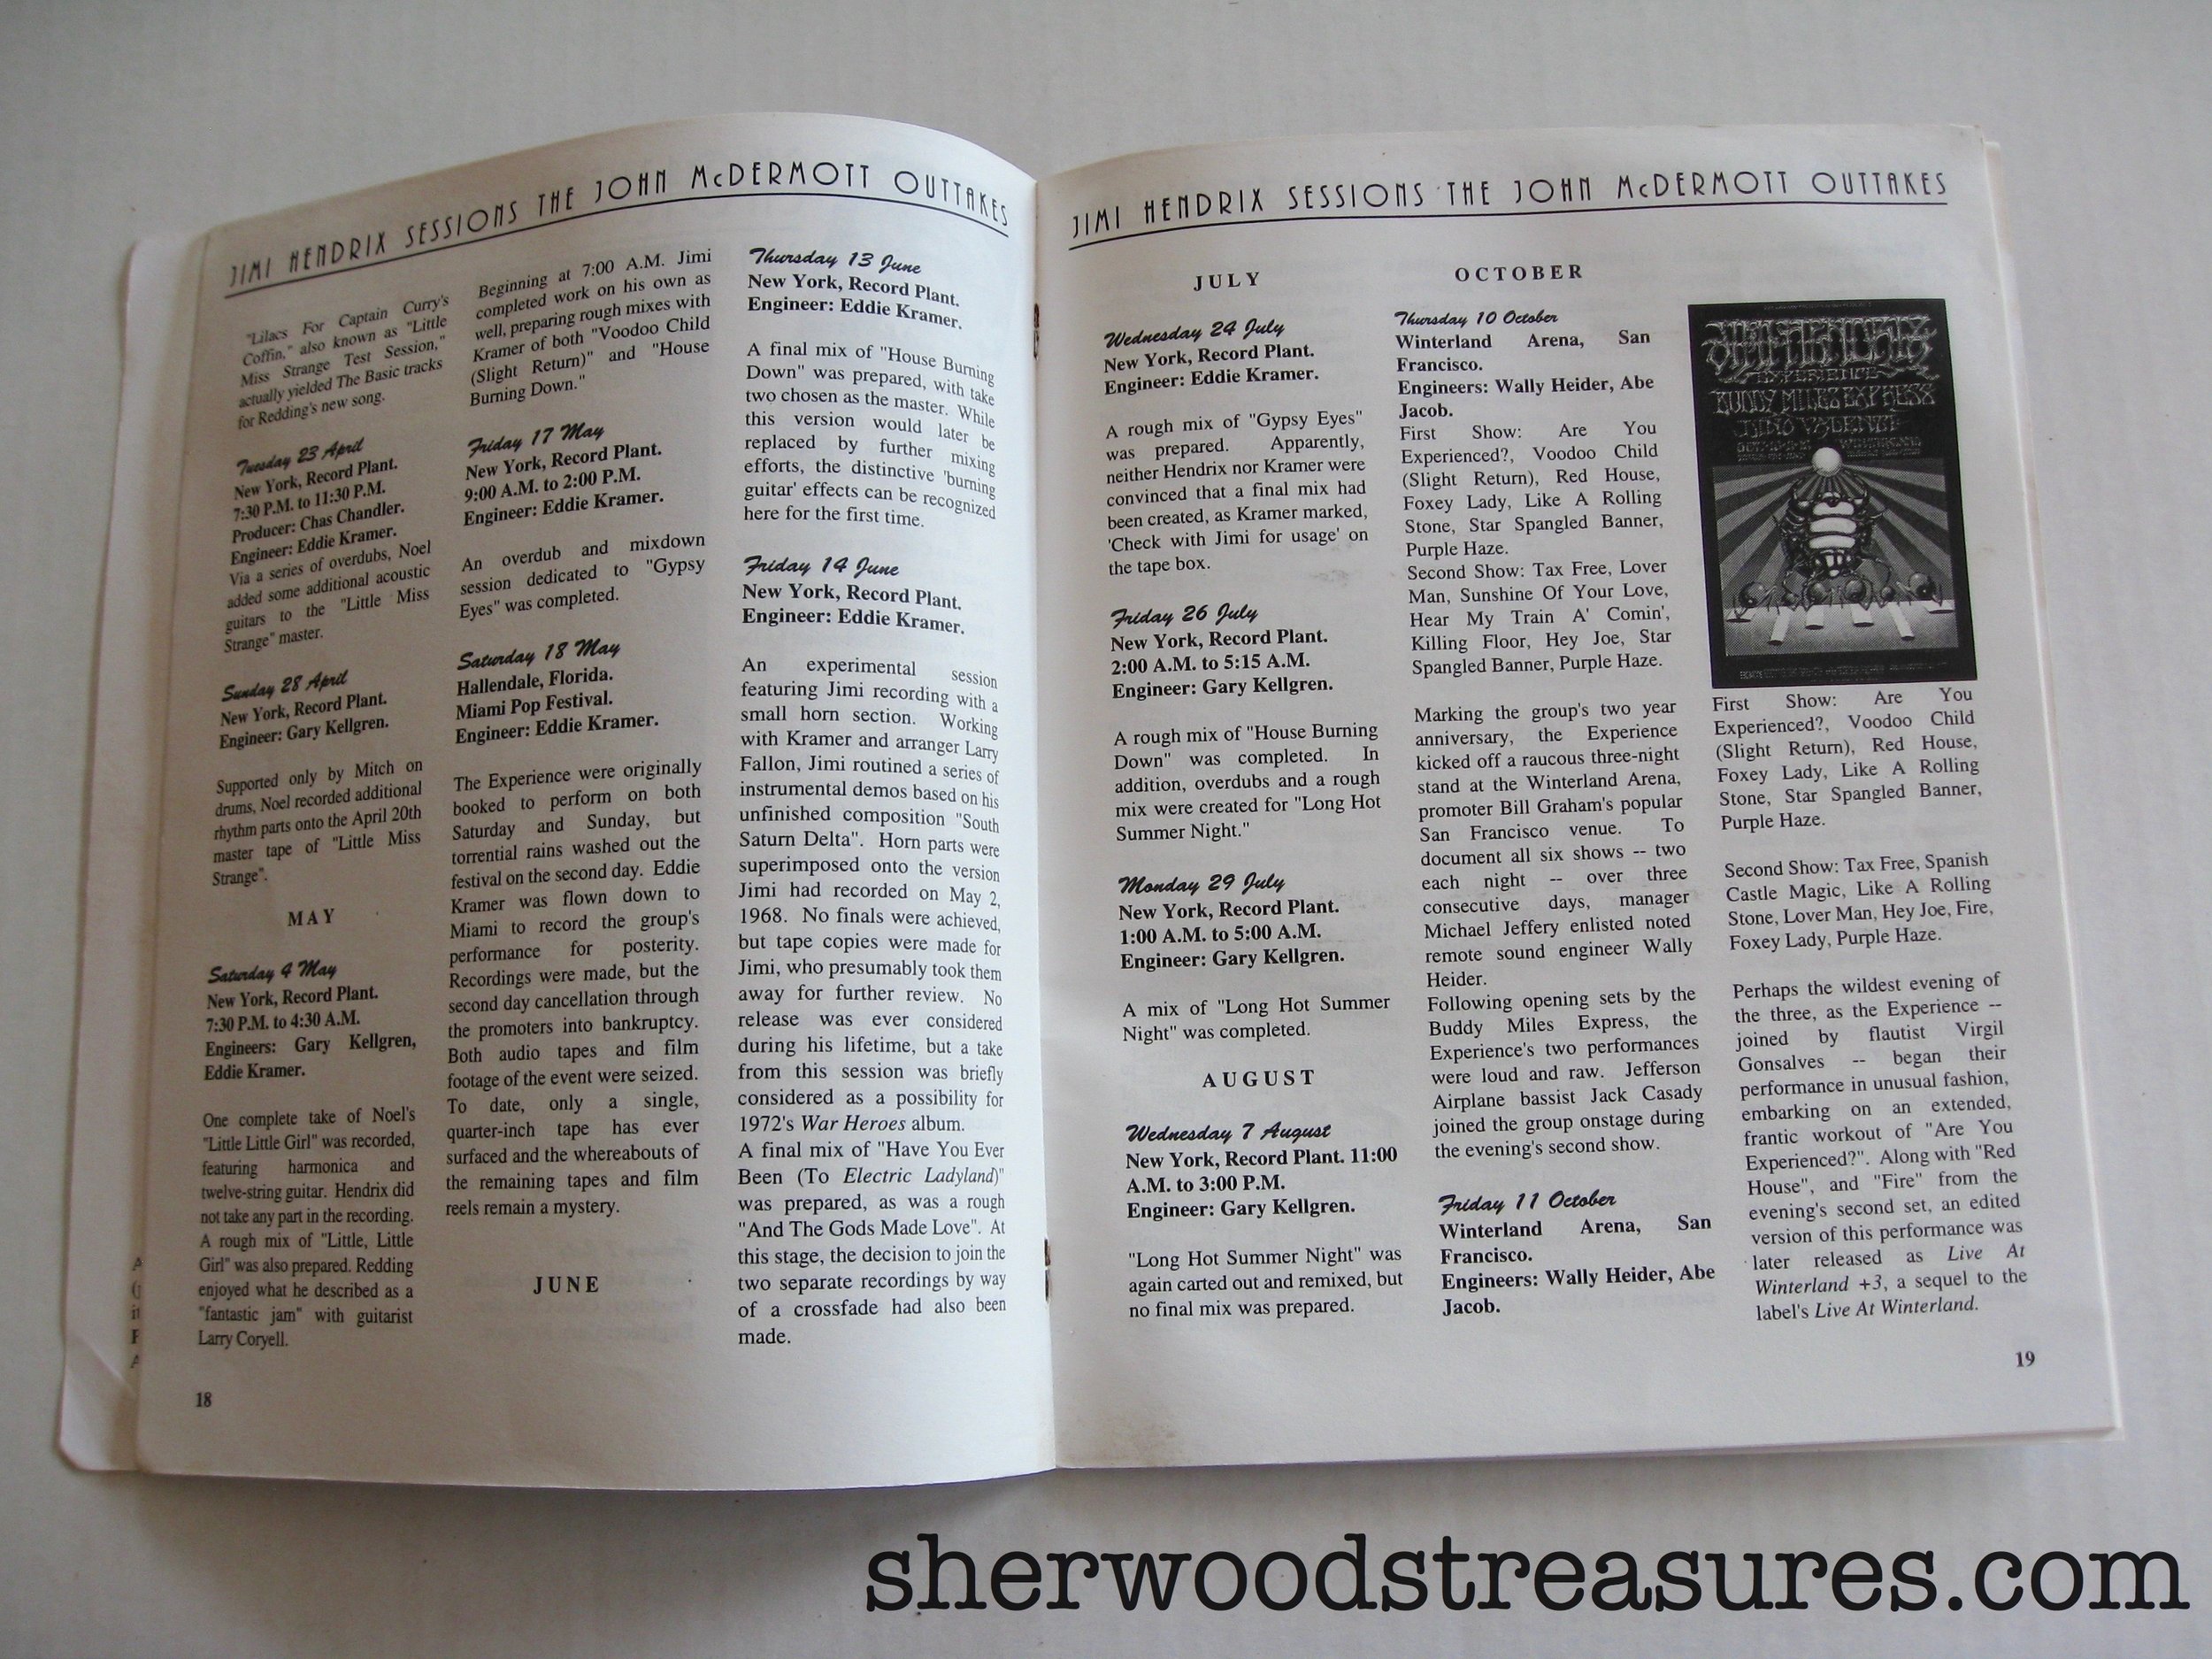 JIMI HENDRIX SESSIONS THE JOHN McDERMOTT OUTTAKES
"Lilacs For Captain Curry's
Coffin," also known as "Little
Miss Strange Test Session,"
actually yielded The Basic tracks
for Redding's new song.
Tuesday 23 April
New York, Record Plant.
7:30 P.M. to 11:30 P.M.
Producer: Chas Chandler.
Engineer: Eddie Kramer.
Via a series of overdubs, Noel
added some additional acoustic
guitars to the "Little Miss
Strange" master.
Sunday 28 April
New York, Record Plant.
Engineer: Gary Kellgren.
Supported only by Mitch on
drums, Noel recorded additional
rhythm parts onto the April 20th
master tape of "Little Miss
Strange".
MAY
Saturday 4 May
New York, Record Plant.
7:30 P.M. to 4:30 A.M.
Engineers: Gary Kellgren,
Eddie Kramer.
One complete take of Noel's
"Little Little Girl" was recorded,
featuring harmonica and
twelve-string guitar. Hendrix did
not take any part in the recording.
A rough mix of "Little, Little
Girl" was also prepared. Redding
enjoyed what he described as a
"fantastic jam" with guitarist
Larry Coryell.
Beginning at 7:00 A.M. Jimi
completed work on his own as
well, preparing rough mixes with
Kramer of both "Voodoo Child
(Slight Return)" and "House
Burning Down."
Friday 17 May
New York, Record Plant.
9:00 A.M. to 2:00 P.M.
Engineer: Eddie Kramer.
An overdub and mixdown
session dedicated to "Gypsy
Eyes" was completed.
Saturday 18 May
Hallendale, Florida.
Miami Pop Festival.
Engineer: Eddie Kramer.
The Experience were originally
booked to perform on both
Saturday and Sunday, but
torrential rains washed out the
festival on the second day. Eddie
Kramer was flown down to
Miami to record the group's
performance for posterity.
Recordings were made, but the
second day cancellation through
the promoters into bankruptcy.
Both audio tapes and film
footage of the event were seized.
To date, only a single,
quarter-inch tape has ever
surfaced and the whereabouts of
the remaining tapes and film
reels remain a mystery.
JUNE
Thursday 13 June
New York, Record Plant.
Engineer: Eddie Kramer.
A final mix of "House Burning
Down" was prepared, with take
two chosen as the master. While
this version would later be
replaced by further mixing
efforts, the distinctive 'burning
guitar' effects can be recognized
here for the first time.
Friday 14 June
New York, Record Plant.
Engineer: Eddie Kramer.
An experimental session
featuring Jimi recording with a
small horn section. Working
with Kramer and arranger Larry
Fallon, Jimi routined a series of
instrumental demos based on his
unfinished composition "South
Saturn Delta". Horn parts were
superimposed onto the version
Jimi had recorded on May 2,
1968. No finals were achieved,
but tape copies were made for
Jimi, who presumably took them
away for further review. No
release was ever considered
during his lifetime, but a take
from this session was briefly
considered as a possibility for
1972's War Heroes album.
A final mix of "Have You Ever
Been (To Electric Ladyland)"
was prepared, as was a rough
"And The Gods Made Love". At
this stage, the decision to join the
two separate recordings by way
of a crossfade had also been
made.
18
JIMI HENDRIX SESSIONS THE JOHN McDERMOTT OUTTAKES
JULY
Wednesday 24 July
New York, Record Plant.
Engineer: Eddie Kramer.
A rough mix of "Gypsy Eyes"
was prepared. Apparently,
neither Hendrix nor Kramer were
convinced that a final mix had
been created, as Kramer marked,
'Check with Jimi for usage' on
the tape box.
Friday 26 July
New York, Record Plant.
2:00 A.M. to 5:15 A.M.
Engineer: Gary Kellgren.
A rough mix of "House Burning
Down" was completed. In
addition, overdubs and a rough
mix were created for "Long Hot
Summer Night."
Monday 29 July
New York, Record Plant.
1:00 A.M. to 5:00 A.M.
Engineer: Gary Kellgren.
A mix of "Long Hot Summer
Night" was completed.
AUGUST
Wednesday 7 August
New York, Record Plant. 11:00
A.M. to 3:00 P.M.
Engineer: Gary Kellgren.
"Long Hot Summer Night" was
again carted out and remixed, but
no final mix was prepared.
OCTOBER
Thursday 10 October
Winterland Arena, San
Francisco.
Engineers: Wally Heider, Abe
Jacob.
First Show: Are You
Experienced?, Voodoo Child
(Slight Return), Red House,
Foxey Lady, Like A Rolling
Stone, Star Spangled Banner,
Purple Haze.
Second Show: Tax Free, Lover
Man, Sunshine Of Your Love,
Hear My Train A' Comin',
Killing Floor, Hey Joe, Star
Spangled Banner, Purple Haze.
Marking the group's two year
anniversary, the Experience
kicked off a raucous three-night
stand at the Winterland Arena,
promoter Bill Graham's popular
San Francisco venue. To
document all six shows -- two
each night -- over three
consecutive days, manager
Michael Jeffery enlisted noted
remote sound engineer Wally
Heider.
Following opening sets by the
Buddy Miles Express, the
Experience's two performances
were loud and raw. Jefferson
Airplane bassist Jack Casady
joined the group onstage during
the evening's second show.
Friday 11 October
Winterland Arena, San
Francisco.
Engineers: Wally Heider, Abe
Jacob.
EXPERIENCE
BUDDY MILES EXPRESS
First Show: Are You
Experienced?, Voodoo Child
(Slight Return), Red House,
Foxey Lady, Like A Rolling
Stone, Star Spangled Banner,
Purple Haze.
Second Show: Tax Free, Spanish
Castle Magic, Like A Rolling
Stone, Lover Man, Hey Joe, Fire,
Foxey Lady, Purple Haze.
Perhaps the wildest evening of
the three, as the Experience --
joined by flautist Virgil
Gonsalves -- began their
performance in unusual fashion,
embarking on an extended,
frantic workout of "Are You
Experienced?". Along with "Red
House", and "Fire" from the
evening's second set, an edited
version of this performance was
later released as Live At
Winterland +3, a sequel to the
label's Live At Winterland.
19
sherwoodstreasures.com